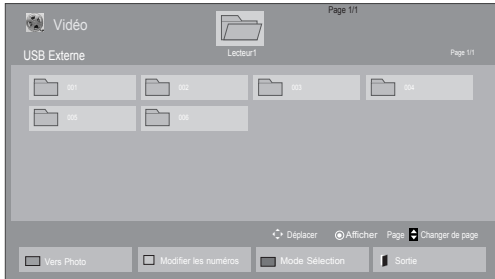 Page 1/1
Vidéo
Lecteur1
USB Externe
Page 1/1
001 002 003 004
005 006
Déplacer Afficher Page Changer de page
Vers Photo Modifier les numéros Mode Sélection Sortie